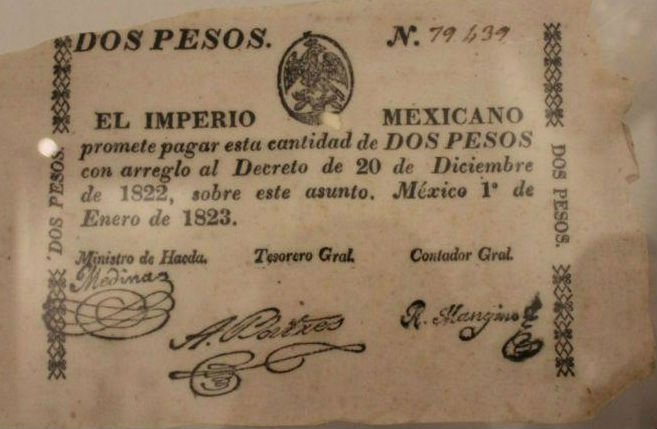 DOS PESOS. N. 79439
EL IMPERIO MEXICANO
promete pagar esta cantidad de DOS PESOS
con arreglo al Decreto de 20 de Diciembre
de 1822, sobre este asunto. México 1º de
Enero de 1823.
Ministro de Hacda. Tesorero Gral. Contador Gral.
Medina
R. Mangino
DOS PESOS.
DOS PESOS.